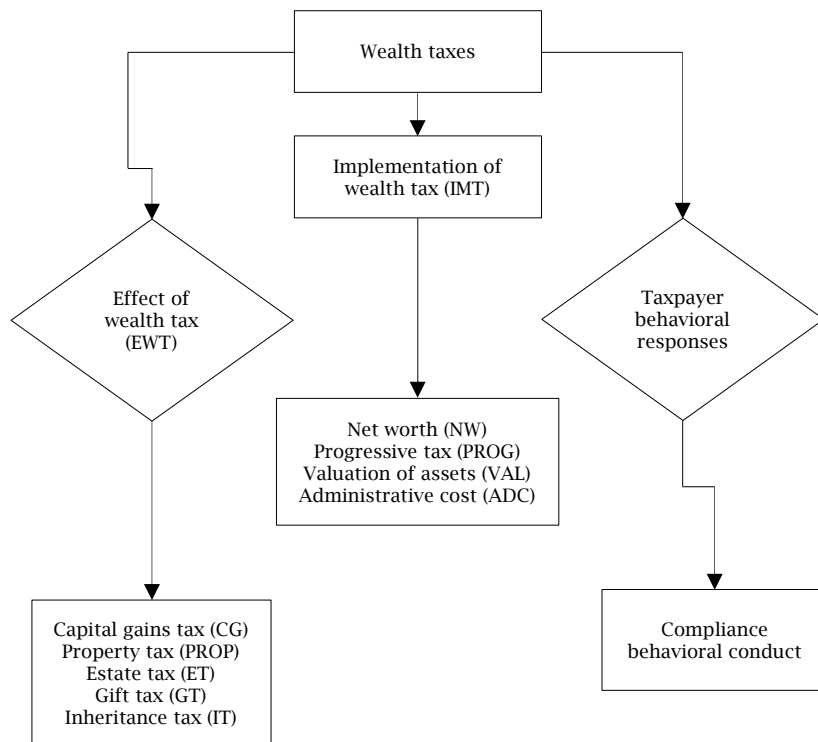 Wealth taxes
Implementation of
wealth tax (IMT)
Effect of
wealth tax
(EWT)
Taxpayer
behavioral
responses
Net worth (NW)
Progressive tax (PROG)
Valuation of assets (VAL)
Administrative cost (ADC)
Capital gains tax (CG)
Property tax (PROP)
Estate tax (ET)
Gift tax (GT)
Inheritance tax (IT)
Compliance
behavioral conduct